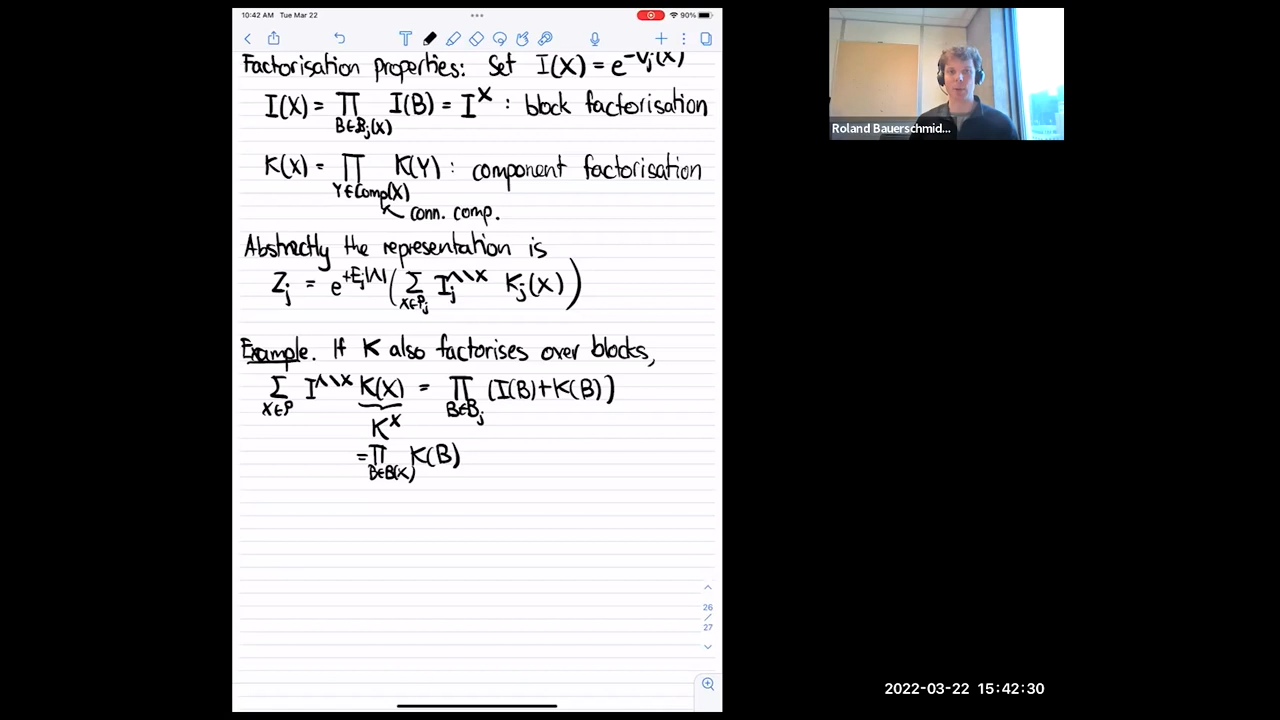 10:42 AM Tue Mar 22
90%
Factorisation properties: Set I(X) = e^{-V_j(X)}
I(X) = ∏_{B∈B_j(X)} I(B) = I^X : block factorisation
K(X) = ∏_{Y∈Comp(X)} K(Y) : component factorisation
conn. comp.
Abstractly the representation is
Z_j = e^{+E_j|Λ|} ( ∑_{X∈P_j} I_j^{Λ\X} K_j(X) )
Example. If K also factorises over blocks,
∑_{X∈P} I^{Λ\X} K(X) = ∏_{B∈B_j} (I(B)+K(B))
K^X
= ∏_{B∈B(X)} K(B)
26
/
27
Roland Bauerschmid...
2022-03-22 15:42:30